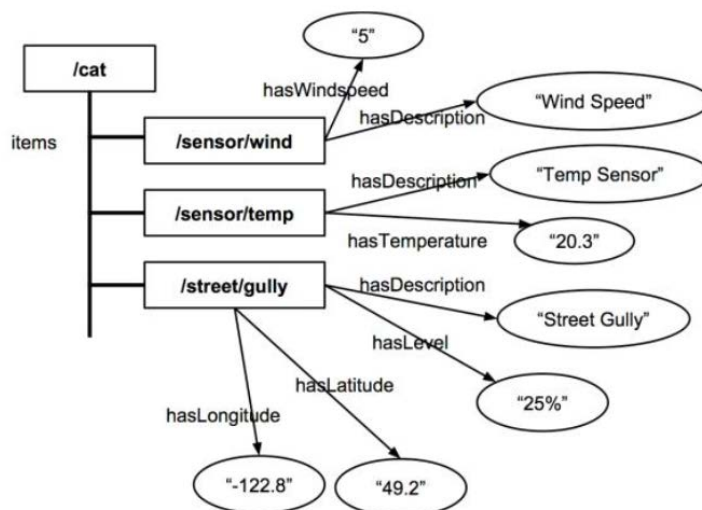 “5”
/cat
hasWindspeed
“Wind Speed”
hasDescription
items
/sensor/wind
“Temp Sensor”
hasDescription
/sensor/temp
hasTemperature
“20.3”
hasDescription
/street/gully
“Street Gully”
hasLevel
hasLatitude
“25%”
hasLongitude
“-122.8”
“49.2”